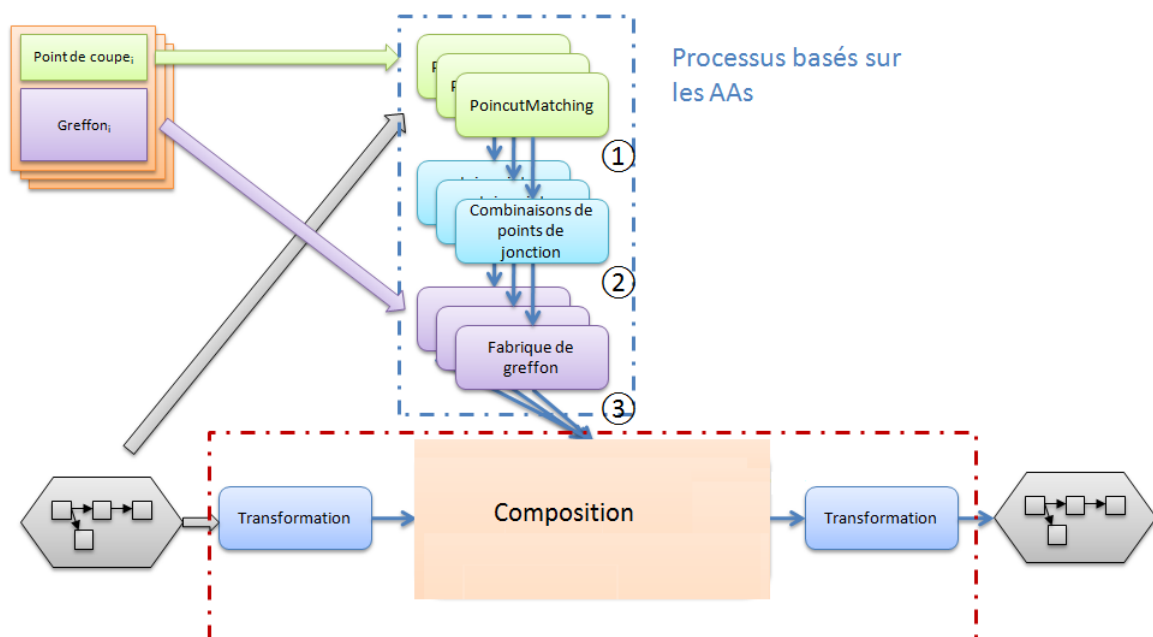 Point de coupeᵢ
Greffonᵢ
PoincutMatching
Processus basés sur
les AAs
①
Combinaisons de
points de
jonction
②
Fabrique de
greffon
③
Transformation
Composition
Transformation